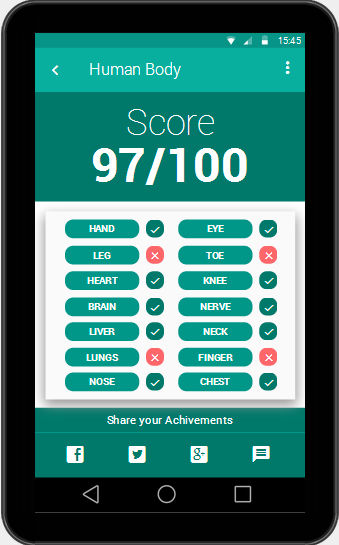 15:45
Human Body
Score
97/100
HAND EYE
LEG TOE
HEART KNEE
BRAIN NERVE
LIVER NECK
LUNGS FINGER
NOSE CHEST
Share your Achivements
f g+